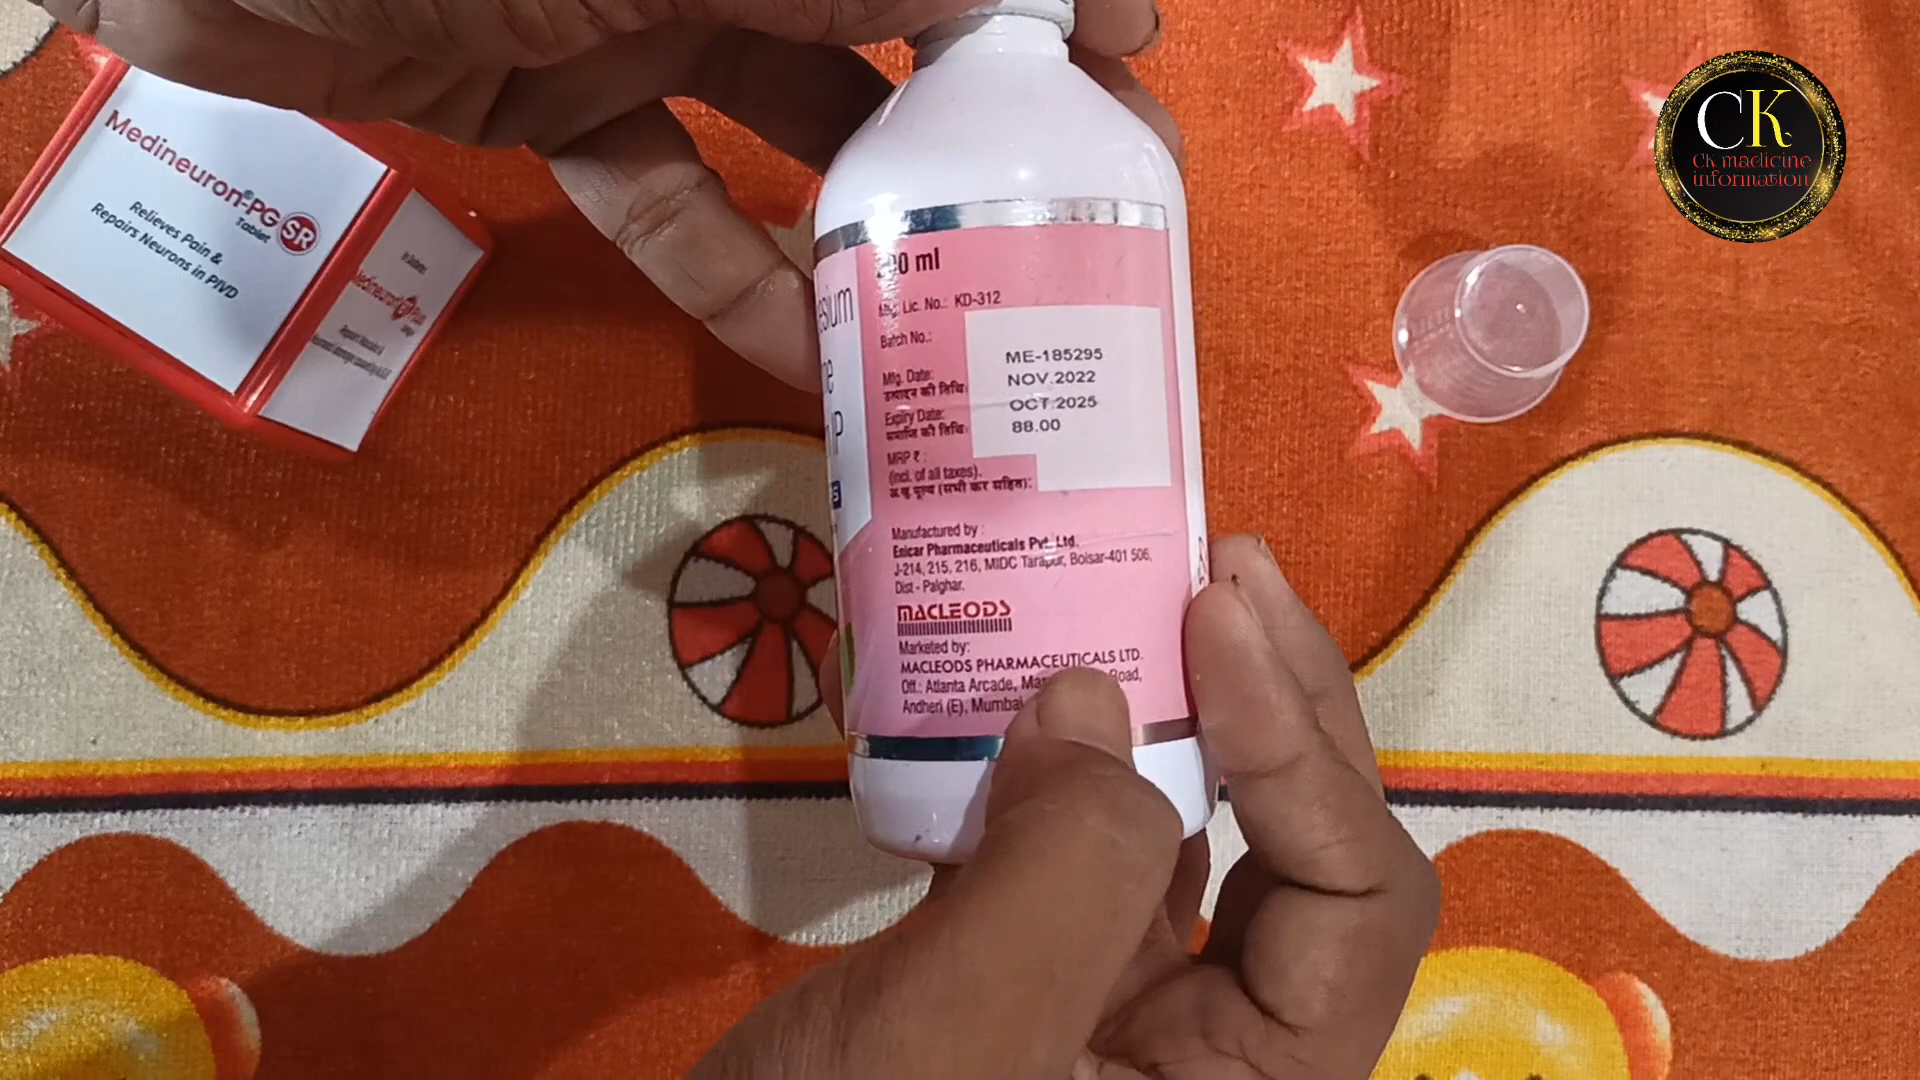 Medineuron®-PG SR
Tablet
Relieves Pain &
Repairs Neurons in PIVD
CK
CK madicine
information
ml
Mfg. Lic. No.: KD-312
Batch No.: ME-185295
Mfg. Date: NOV.2022
उत्पादन की तिथि:
Expiry Date: OCT.2025
समाप्ति की तिथि:
MRP ₹ : 88.00
(incl. of all taxes).
अ.खु.मूल्य (सभी कर सहित):
Manufactured by :
Enicar Pharmaceuticals Pvt. Ltd.
J-214, 215, 216, MIDC Tarapur, Boisar-401 506,
Dist - Palghar.
MACLEODS
Marketed by:
MACLEODS PHARMACEUTICALS LTD.
Off.: Atlanta Arcade, Road,
Andheri (E), Mumbai
IP